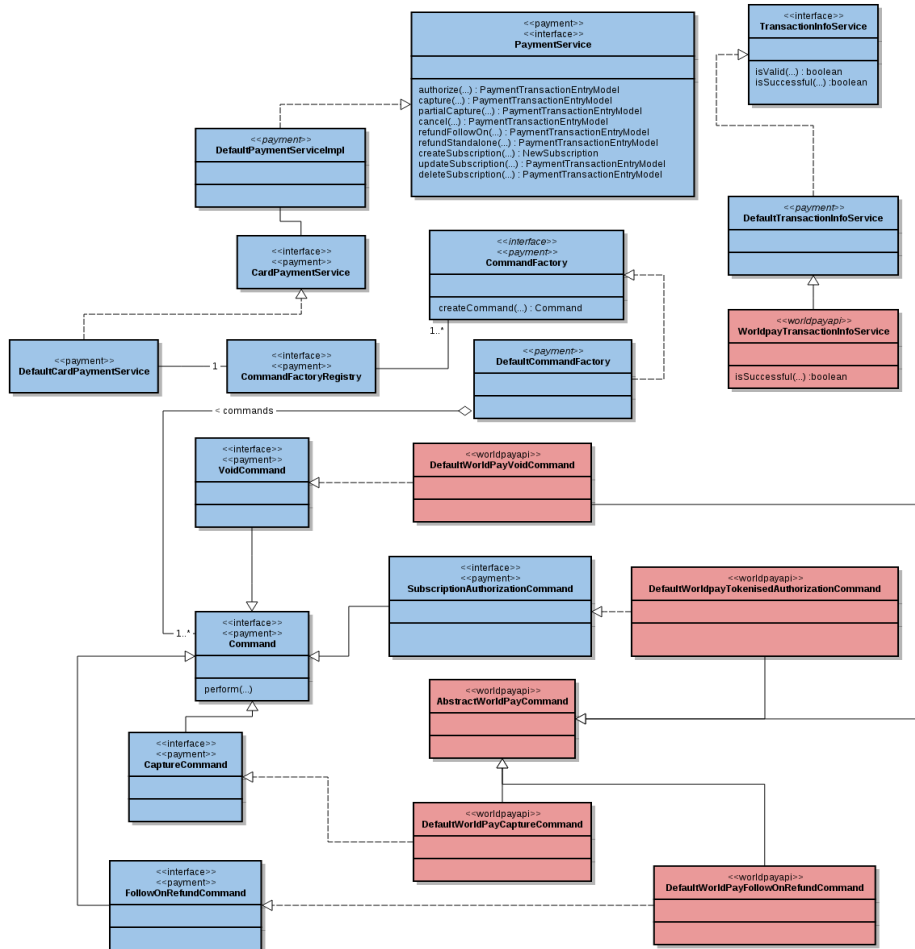 <<payment>>
<<interface>>
PaymentService
authorize(...) : PaymentTransactionEntryModel
capture(...) : PaymentTransactionEntryModel
partialCapture(...) : PaymentTransactionEntryModel
cancel(...) : PaymentTransactionEntryModel
refundFollowOn(...) : PaymentTransactionEntryModel
refundStandalone(...) : PaymentTransactionEntryModel
createSubscription(...) : NewSubscription
updateSubscription(...) : PaymentTransactionEntryModel
deleteSubscription(...) : PaymentTransactionEntryModel
<<interface>>
TransactionInfoService
isValid(...) : boolean
isSuccessful(...) :boolean
<<payment>>
DefaultPaymentServiceImpl
<<payment>>
DefaultTransactionInfoService
<<interface>>
<<payment>>
CardPaymentService
<<interface>>
<<payment>>
CommandFactory
createCommand(...) : Command
1..*
<<worldpayapi>>
WorldpayTransactionInfoService
isSuccessful(...) :boolean
<<payment>>
DefaultCardPaymentService
1
<<interface>>
<<payment>>
CommandFactoryRegistry
<<payment>>
DefaultCommandFactory
< commands
<<interface>>
<<payment>>
VoidCommand
<<worldpayapi>>
DefaultWorldPayVoidCommand
<<interface>>
<<payment>>
SubscriptionAuthorizationCommand
<<worldpayapi>>
DefaultWorldpayTokenisedAuthorizationCommand
1..*
<<interface>>
<<payment>>
Command
perform(...)
<<worldpayapi>>
AbstractWorldPayCommand
<<interface>>
<<payment>>
CaptureCommand
<<worldpayapi>>
DefaultWorldPayCaptureCommand
<<interface>>
<<payment>>
FollowOnRefundCommand
<<worldpayapi>>
DefaultWorldPayFollowOnRefundCommand